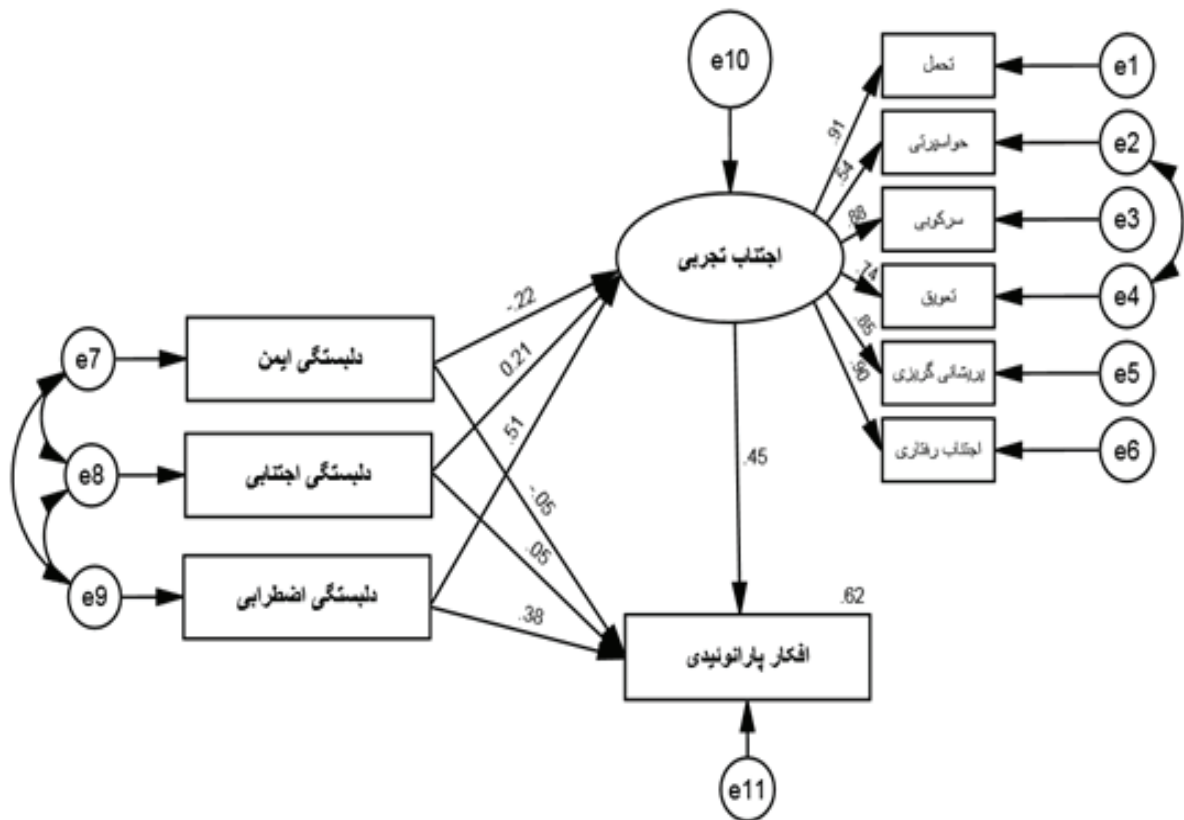 e10
تحمل
e1
.91
حواسپرتی
e2
.54
سرکوبی
e3
.88
اجتناب تجربی
تعویق
e4
.74
-.22
e7
دلبستگی ایمن
0.21
.85
پریشانی گریزی
e5
.90
.51
اجتناب رفتاری
e6
e8
دلبستگی اجتنابی
-.05
.45
.05
e9
دلبستگی اضطرابی
.38
.62
افکار پارانوئیدی
e11